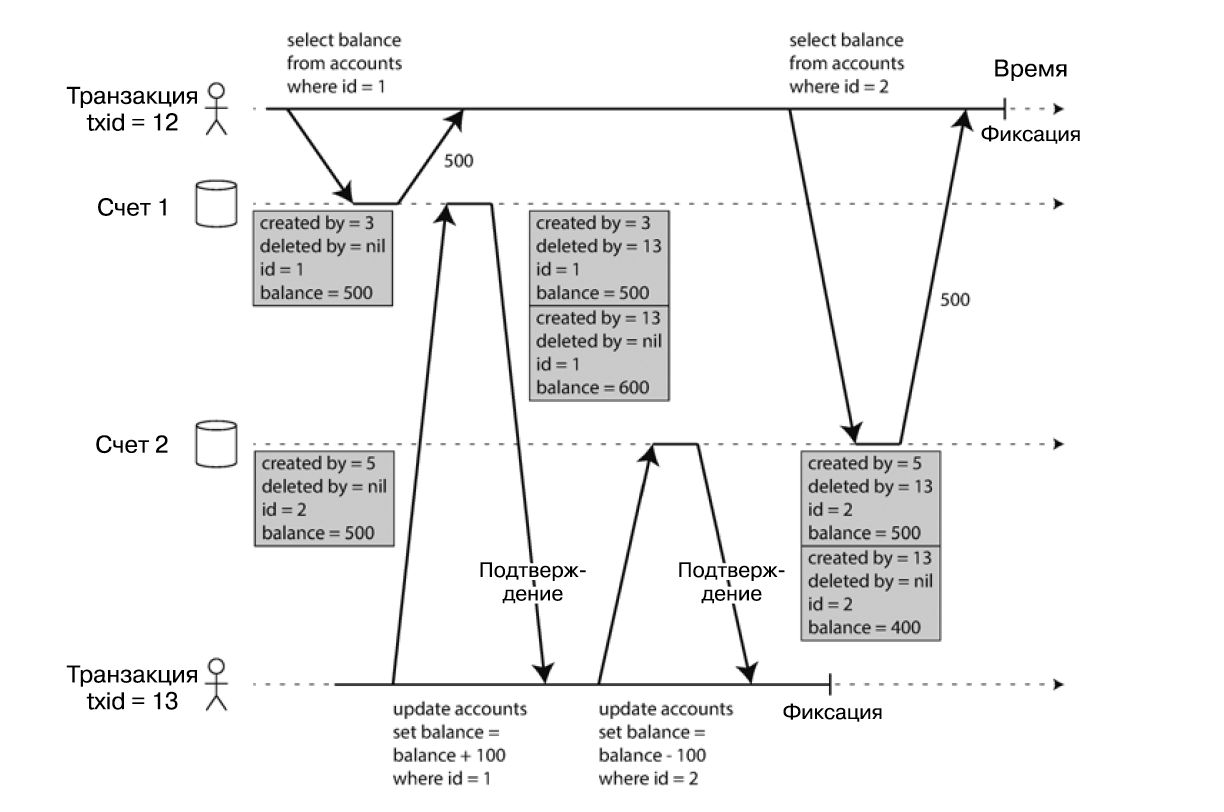 select balance
from accounts
where id = 1
select balance
from accounts
where id = 2
Время
Транзакция
txid = 12
Фиксация
500
Счет 1
created by = 3
deleted by = nil
id = 1
balance = 500
created by = 3
deleted by = 13
id = 1
balance = 500
created by = 13
deleted by = nil
id = 1
balance = 600
500
Счет 2
created by = 5
deleted by = nil
id = 2
balance = 500
created by = 5
deleted by = 13
id = 2
balance = 500
created by = 13
deleted by = nil
id = 2
balance = 400
Подтверж-
дение
Подтверж-
дение
Транзакция
txid = 13
Фиксация
update accounts
set balance =
balance + 100
where id = 1
update accounts
set balance =
balance - 100
where id = 2